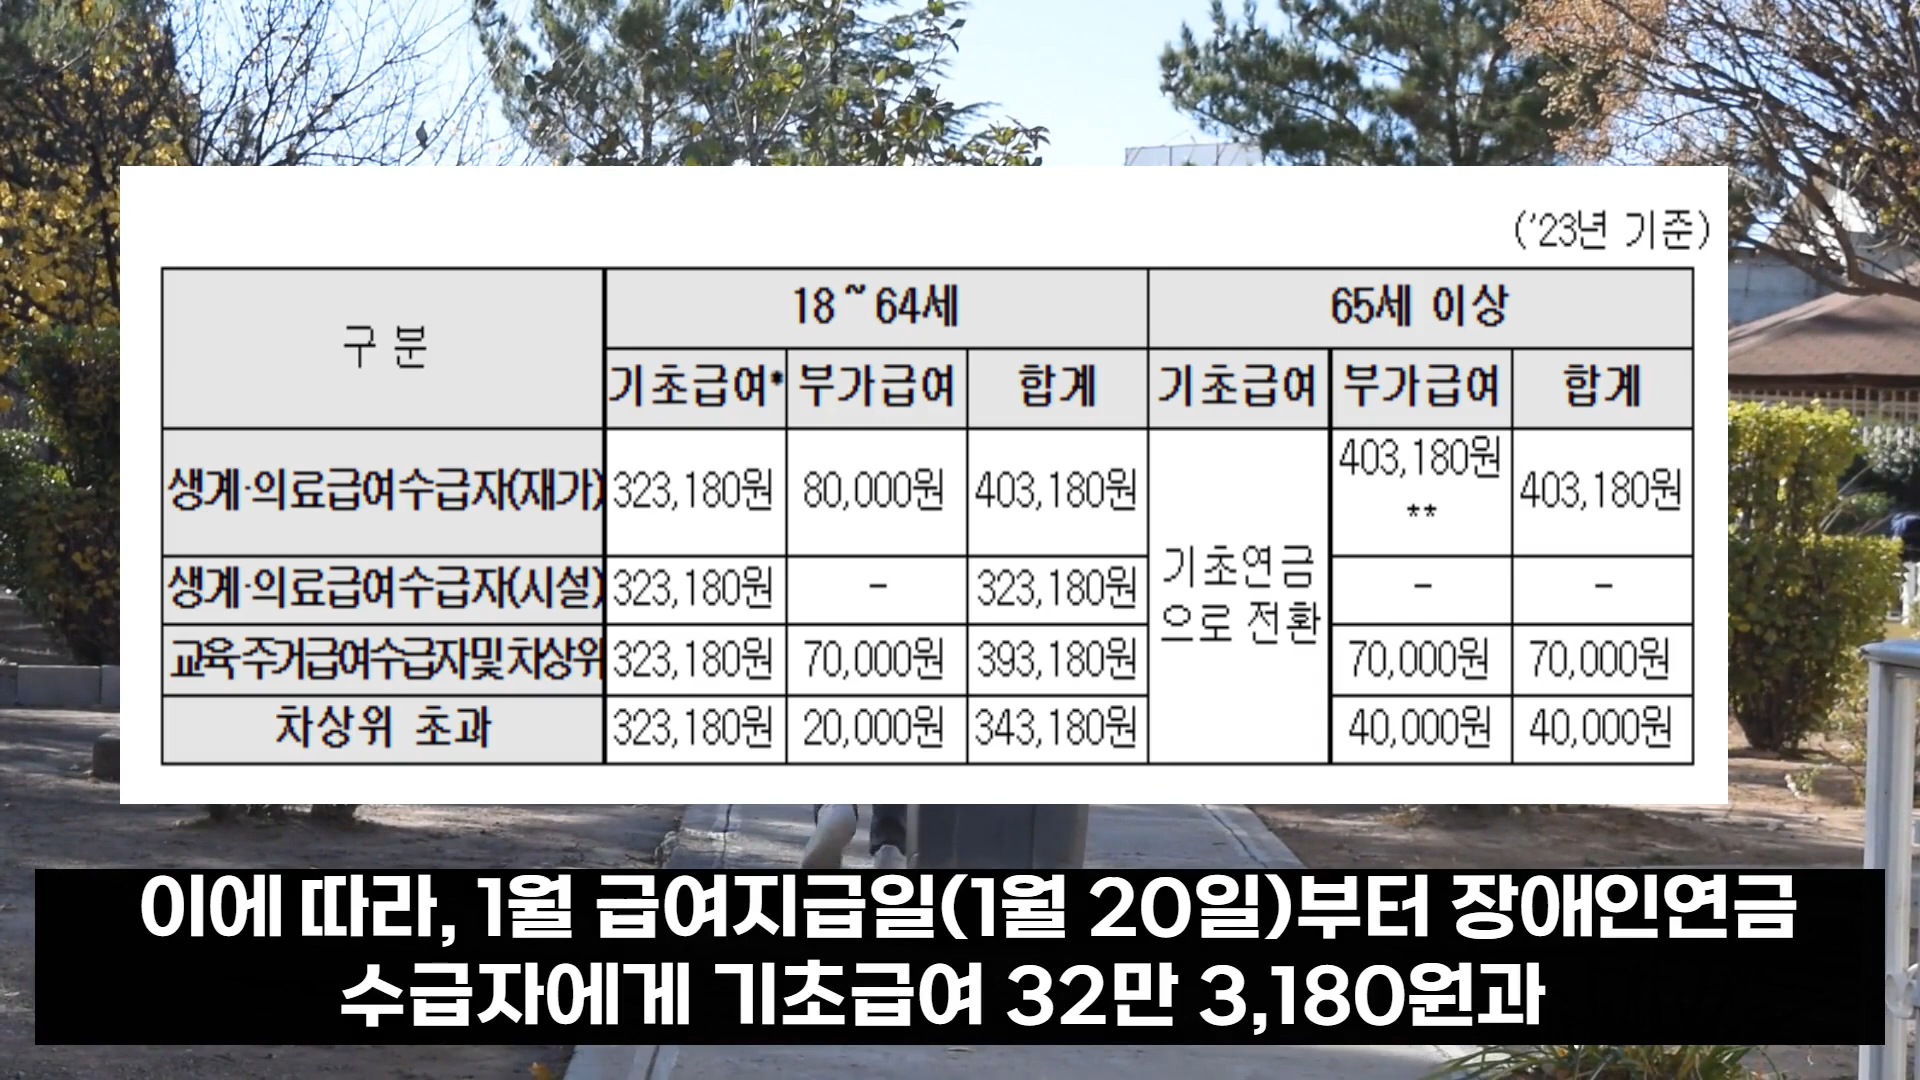 ('23년 기준)
구 분 18~64세 65세 이상
기초급여* 부가급여 합계 기초급여 부가급여 합계
생계·의료급여수급자(재가) 323,180원 80,000원 403,180원 기초연금으로 전환 403,180원** 403,180원
생계·의료급여수급자(시설) 323,180원 - 323,180원 - -
교육·주거급여수급자 및 차상위 323,180원 70,000원 393,180원 70,000원 70,000원
차상위 초과 323,180원 20,000원 343,180원 40,000원 40,000원
이에 따라, 1월 급여지급일(1월 20일)부터 장애인연금
수급자에게 기초급여 32만 3,180원과